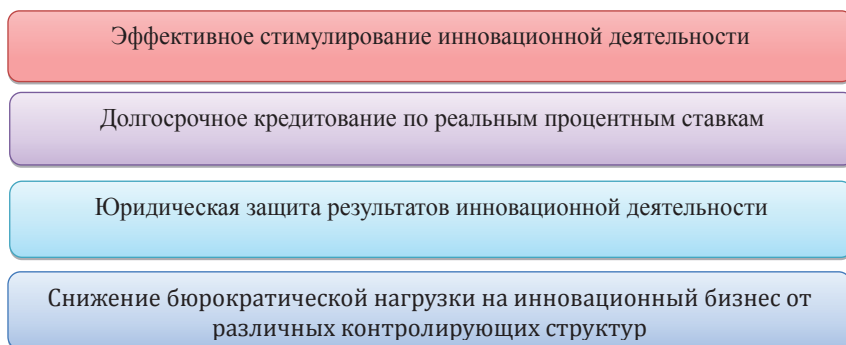 Эффективное стимулирование инновационной деятельности
Долгосрочное кредитование по реальным процентным ставкам
Юридическая защита результатов инновационной деятельности
Снижение бюрократической нагрузки на инновационный бизнес от
различных контролирующих структур